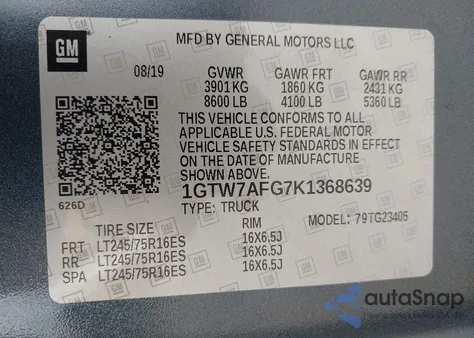 GM
MFD BY GENERAL MOTORS LLC
08/19 GVWR GAWR FRT GAWR RR
3901 KG 1860 KG 2431 KG
8600 LB 4100 LB 5360 LB
THIS VEHICLE CONFORMS TO ALL
APPLICABLE U.S. FEDERAL MOTOR
VEHICLE SAFETY STANDARDS IN EFFECT
ON THE DATE OF MANUFACTURE
SHOWN ABOVE.
626D
1GTW7AFG7K1368639
TYPE: TRUCK MODEL: 79TG23405
TIRE SIZE RIM
FRT LT245/75R16ES 16X6.5J
RR LT245/75R16ES 16X6.5J
SPA LT245/75R16ES 16X6.5J
autoSnap